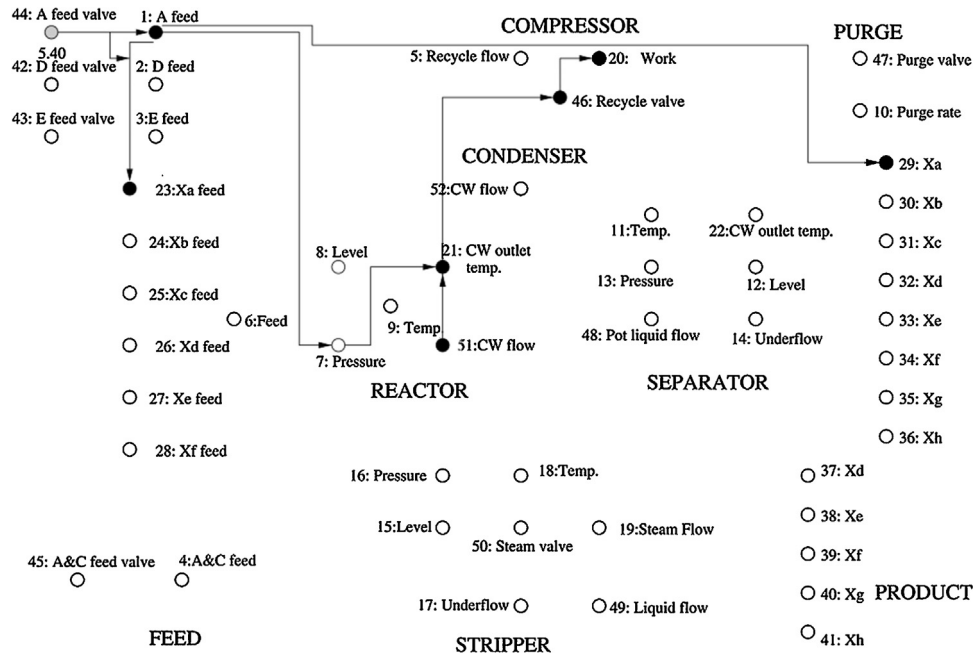 44: A feed valve
1: A feed
COMPRESSOR
PURGE
5.40
5: Recycle flow
20: Work
47: Purge valve
42: D feed valve
2: D feed
46: Recycle valve
10: Purge rate
43: E feed valve
3:E feed
CONDENSER
29: Xa
23:Xa feed
52:CW flow
30: Xb
11:Temp.
22:CW outlet temp.
24:Xb feed
8: Level
21: CW outlet
temp.
31: Xc
13: Pressure
12: Level
32: Xd
25:Xc feed
6:Feed
9: Temp
48: Pot liquid flow
14: Underflow
33: Xe
26: Xd feed
7: Pressure
51:CW flow
34: Xf
REACTOR
SEPARATOR
27: Xe feed
35: Xg
28: Xf feed
36: Xh
16: Pressure
18:Temp.
37: Xd
15:Level
19:Steam Flow
38: Xe
50: Steam valve
45: A&C feed valve
4:A&C feed
39: Xf
17: Underflow
49: Liquid flow
40: Xg
PRODUCT
FEED
STRIPPER
41: Xh